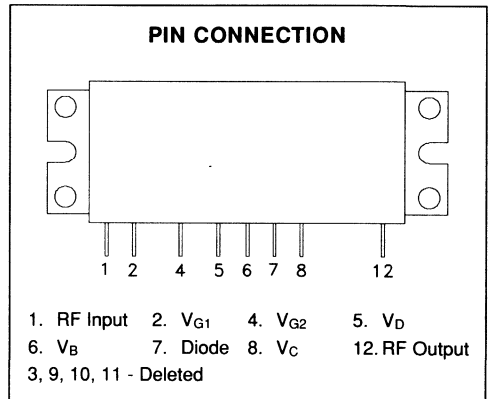 PIN CONNECTION
1 2 4 5 6 7 8 12
1. RF Input 2. VG1 4. VG2 5. VD
6. VB 7. Diode 8. VC 12. RF Output
3, 9, 10, 11 - Deleted